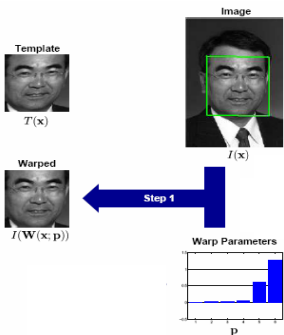 Image
Template
T(x)
I(x)
Warped
Step 1
I(W(x;p))
Warp Parameters
p